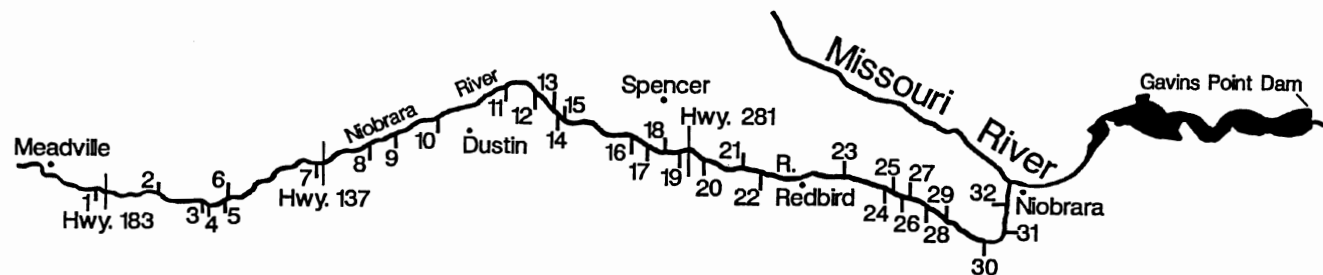 Meadville
1
Hwy. 183
2
3
4
5
6
7
Hwy. 137
8
9
Niobrara
River
10
Dustin
11
12
13
14
15
Spencer
16
17
18
19
Hwy. 281
20
21
22
R.
Redbird
23
24
25
26
27
28
29
30
31
32
Niobrara
Missouri
River
Gavins Point Dam